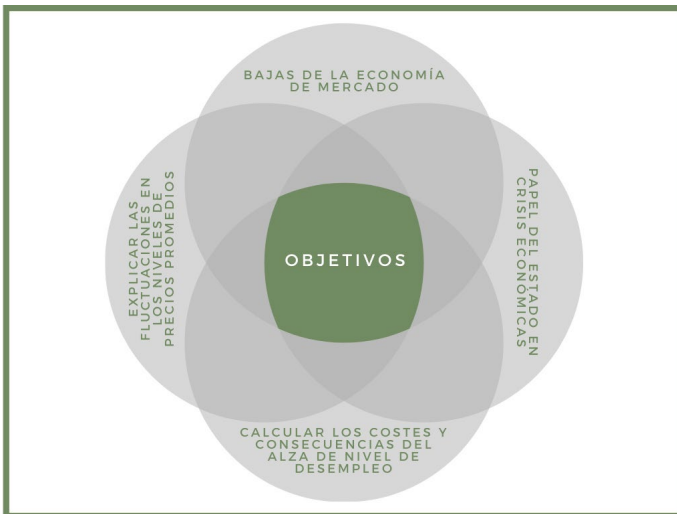 BAJAS DE LA ECONOMÍA
DE MERCADO
EXPLICAR LAS
FLUCTUACIONES EN
LOS NIVELES DE
PRECIOS PROMEDIOS
OBJETIVOS
PAPEL DEL ESTADO EN
CRISIS ECONÓMICAS
CALCULAR LOS COSTES Y
CONSECUENCIAS DEL
ALZA DE NIVEL DE
DESEMPLEO